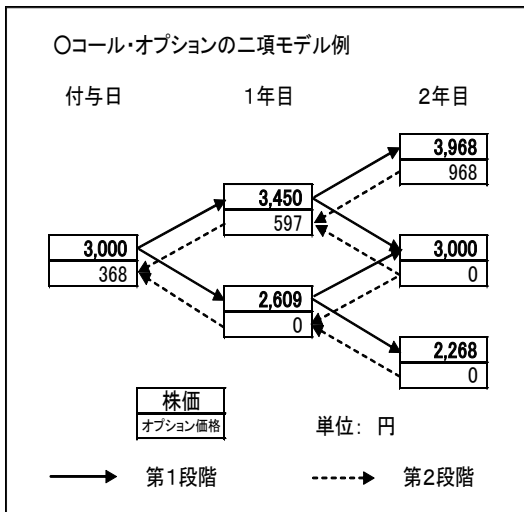 ○コール・オプションの二項モデル例
付与日 1年目 2年目
3,968
968
3,450
597
3,000
368
3,000
0
2,609
0
2,268
0
株価
オプション価格
単位： 円
第1段階 第2段階